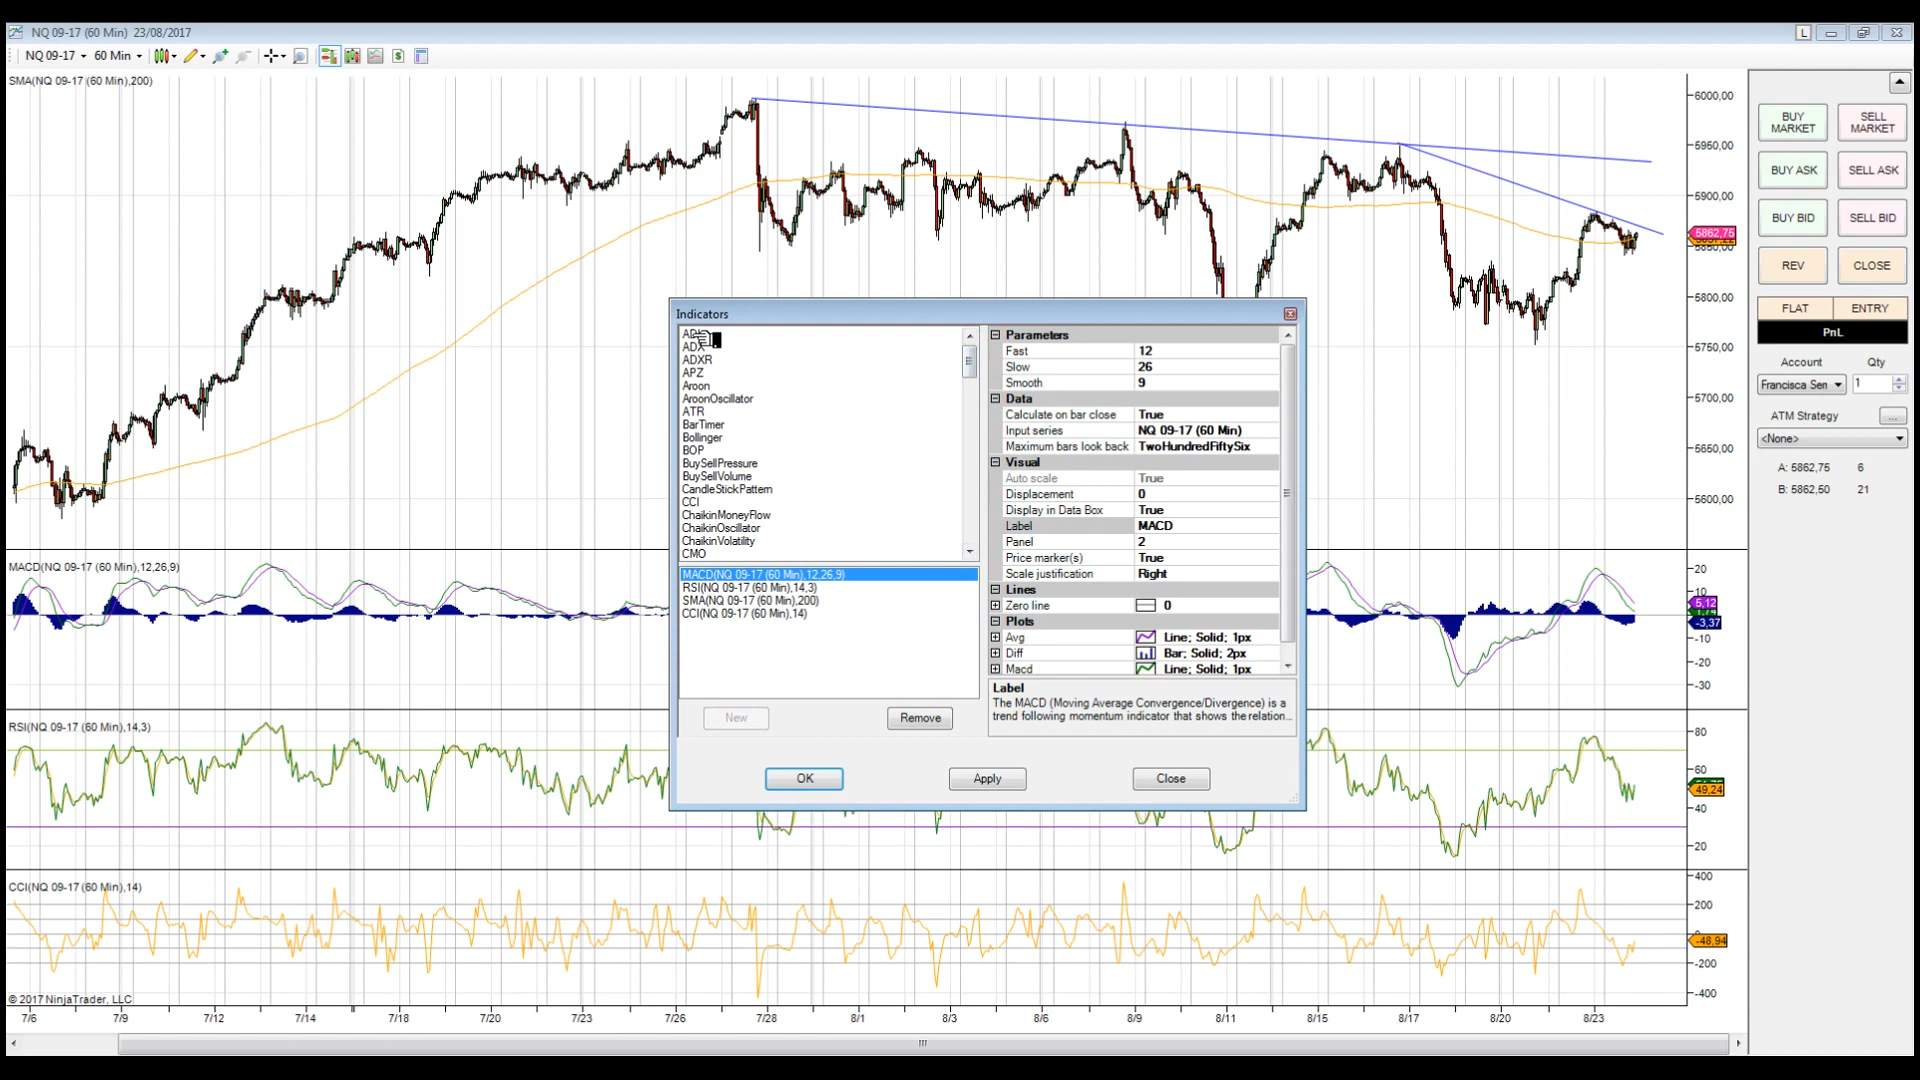 NQ 09-17 (60 Min) 23/08/2017
L
NQ 09-17 60 Min
SMA(NQ 09-17 (60 Min),200)
6000,00
5950,00
5900,00
5862,75
5850,00
5800,00
5750,00
5700,00
5650,00
5600,00
BUY MARKET
SELL MARKET
BUY ASK
SELL ASK
BUY BID
SELL BID
REV
CLOSE
FLAT
ENTRY
PnL
Account
Qty
Francisca Sen
1
ATM Strategy
...
<None>
A: 5862,75 6
B: 5862,50 21
Indicators
ADX
ADXR
APZ
Aroon
AroonOscillator
ATR
BarTimer
Bollinger
BOP
BuySellPressure
BuySellVolume
CandleStickPattern
CCI
ChaikinMoneyFlow
ChaikinOscillator
ChaikinVolatility
CMO
MACD(NQ 09-17 (60 Min),12,26,9)
RSI(NQ 09-17 (60 Min),14,3)
SMA(NQ 09-17 (60 Min),200)
CCI(NQ 09-17 (60 Min),14)
New
Remove
Parameters
Fast 12
Slow 26
Smooth 9
Data
Calculate on bar close True
Input series NQ 09-17 (60 Min)
Maximum bars look back TwoHundredFiftySix
Visual
Auto scale True
Displacement 0
Display in Data Box True
Label MACD
Panel 2
Price marker(s) True
Scale justification Right
Lines
Zero line 0
Plots
Avg Line; Solid; 1px
Diff Bar; Solid; 2px
Macd Line; Solid; 1px
Label
The MACD (Moving Average Convergence/Divergence) is a
trend following momentum indicator that shows the relation...
OK
Apply
Close
MACD(NQ 09-17 (60 Min),12,26,9)
20
10
5,12
-3,37
-10
-20
-30
RSI(NQ 09-17 (60 Min),14,3)
80
60
49,24
40
20
CCI(NQ 09-17 (60 Min),14)
400
200
-48,94
-200
-400
© 2017 NinjaTrader, LLC
7/6 7/9 7/12 7/14 7/18 7/20 7/23 7/26 7/28 8/1 8/3 8/6 8/9 8/11 8/15 8/17 8/20 8/23